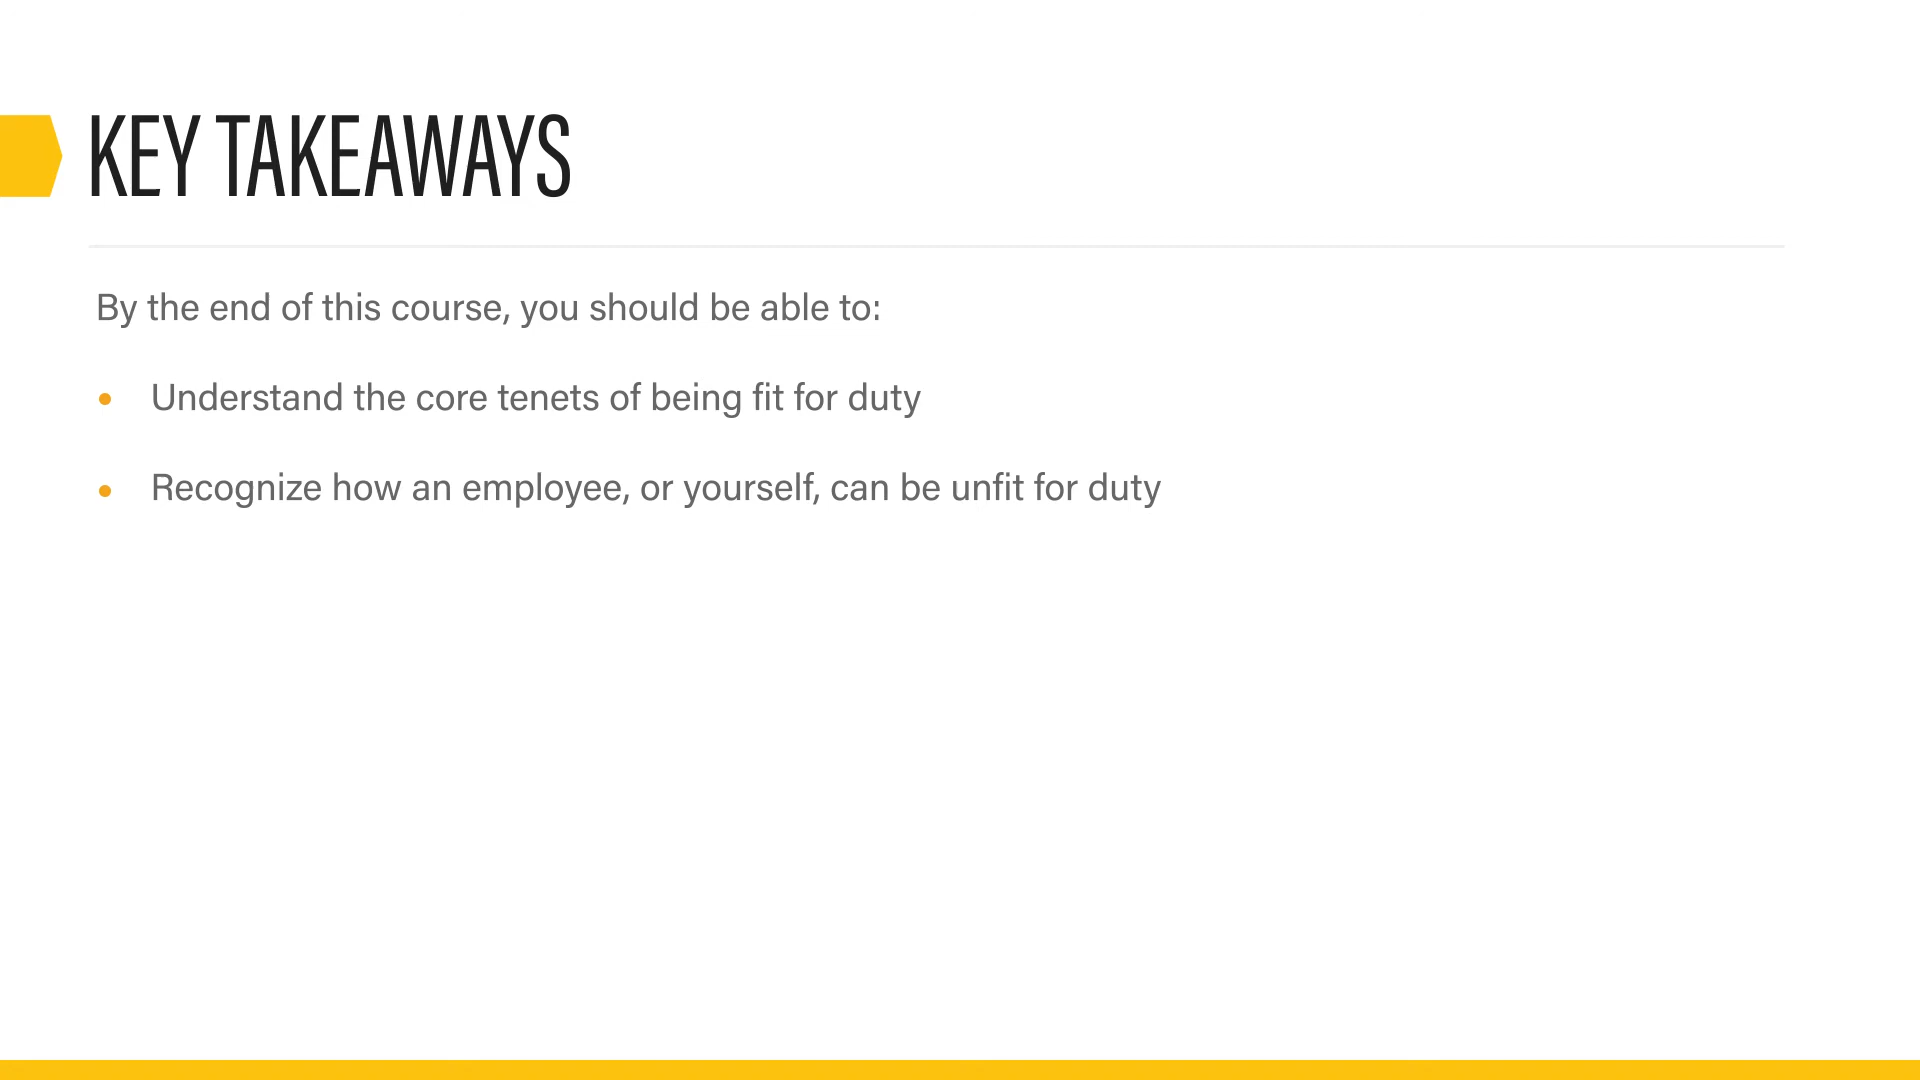 KEY TAKEAWAYS
By the end of this course, you should be able to:
• Understand the core tenets of being fit for duty
• Recognize how an employee, or yourself, can be unfit for duty